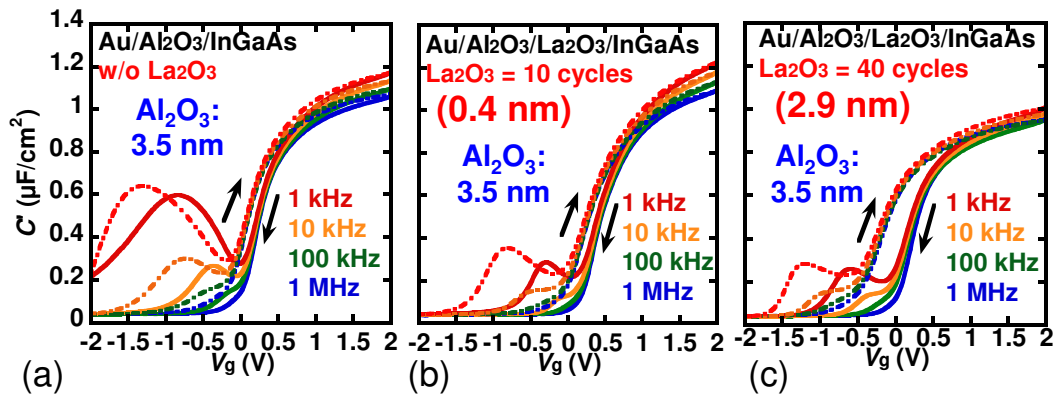 1.4
1.2
1
0.8
0.6
0.4
0.2
0
C' (µF/cm²)
Au/Al2O3/InGaAs
w/o La2O3
Al₂O₃:
3.5 nm
1 kHz
10 kHz
100 kHz
1 MHz
-2 -1.5 -1 -0.5 0 0.5 1 1.5 2
Vg (V)
(a)
Au/Al2O3/La2O3/InGaAs
La2O3 = 10 cycles
(0.4 nm)
Al₂O₃:
3.5 nm
1 kHz
10 kHz
100 kHz
1 MHz
-2 -1.5 -1 -0.5 0 0.5 1 1.5 2
Vg (V)
(b)
Au/Al2O3/La2O3/InGaAs
La2O3 = 40 cycles
(2.9 nm)
Al₂O₃:
3.5 nm
1 kHz
10 kHz
100 kHz
1 MHz
-2 -1.5 -1 -0.5 0 0.5 1 1.5 2
Vg (V)
(c)